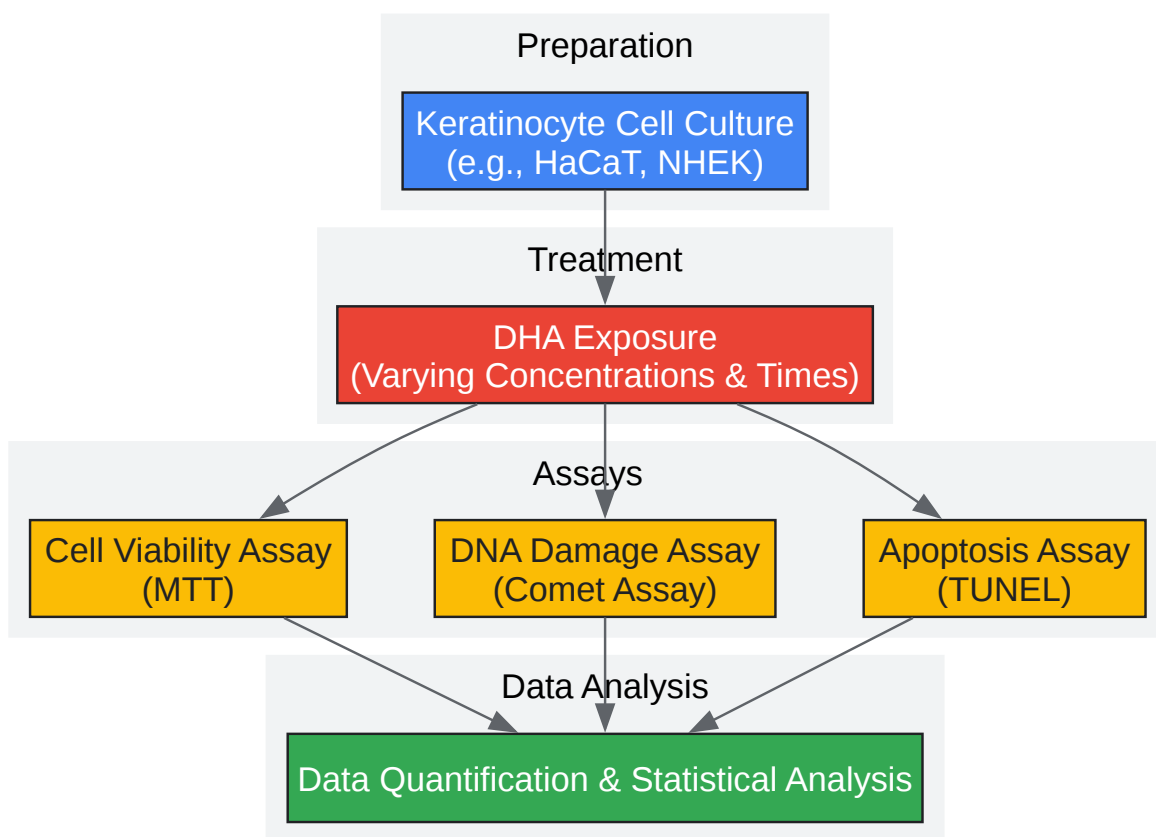 Preparation
Keratinocyte Cell Culture
(e.g., HaCaT, NHEK)
Treatment
DHA Exposure
(Varying Concentrations & Times)
Assays
Cell Viability Assay
(MTT)
DNA Damage Assay
(Comet Assay)
Apoptosis Assay
(TUNEL)
Data Analysis
Data Quantification & Statistical Analysis